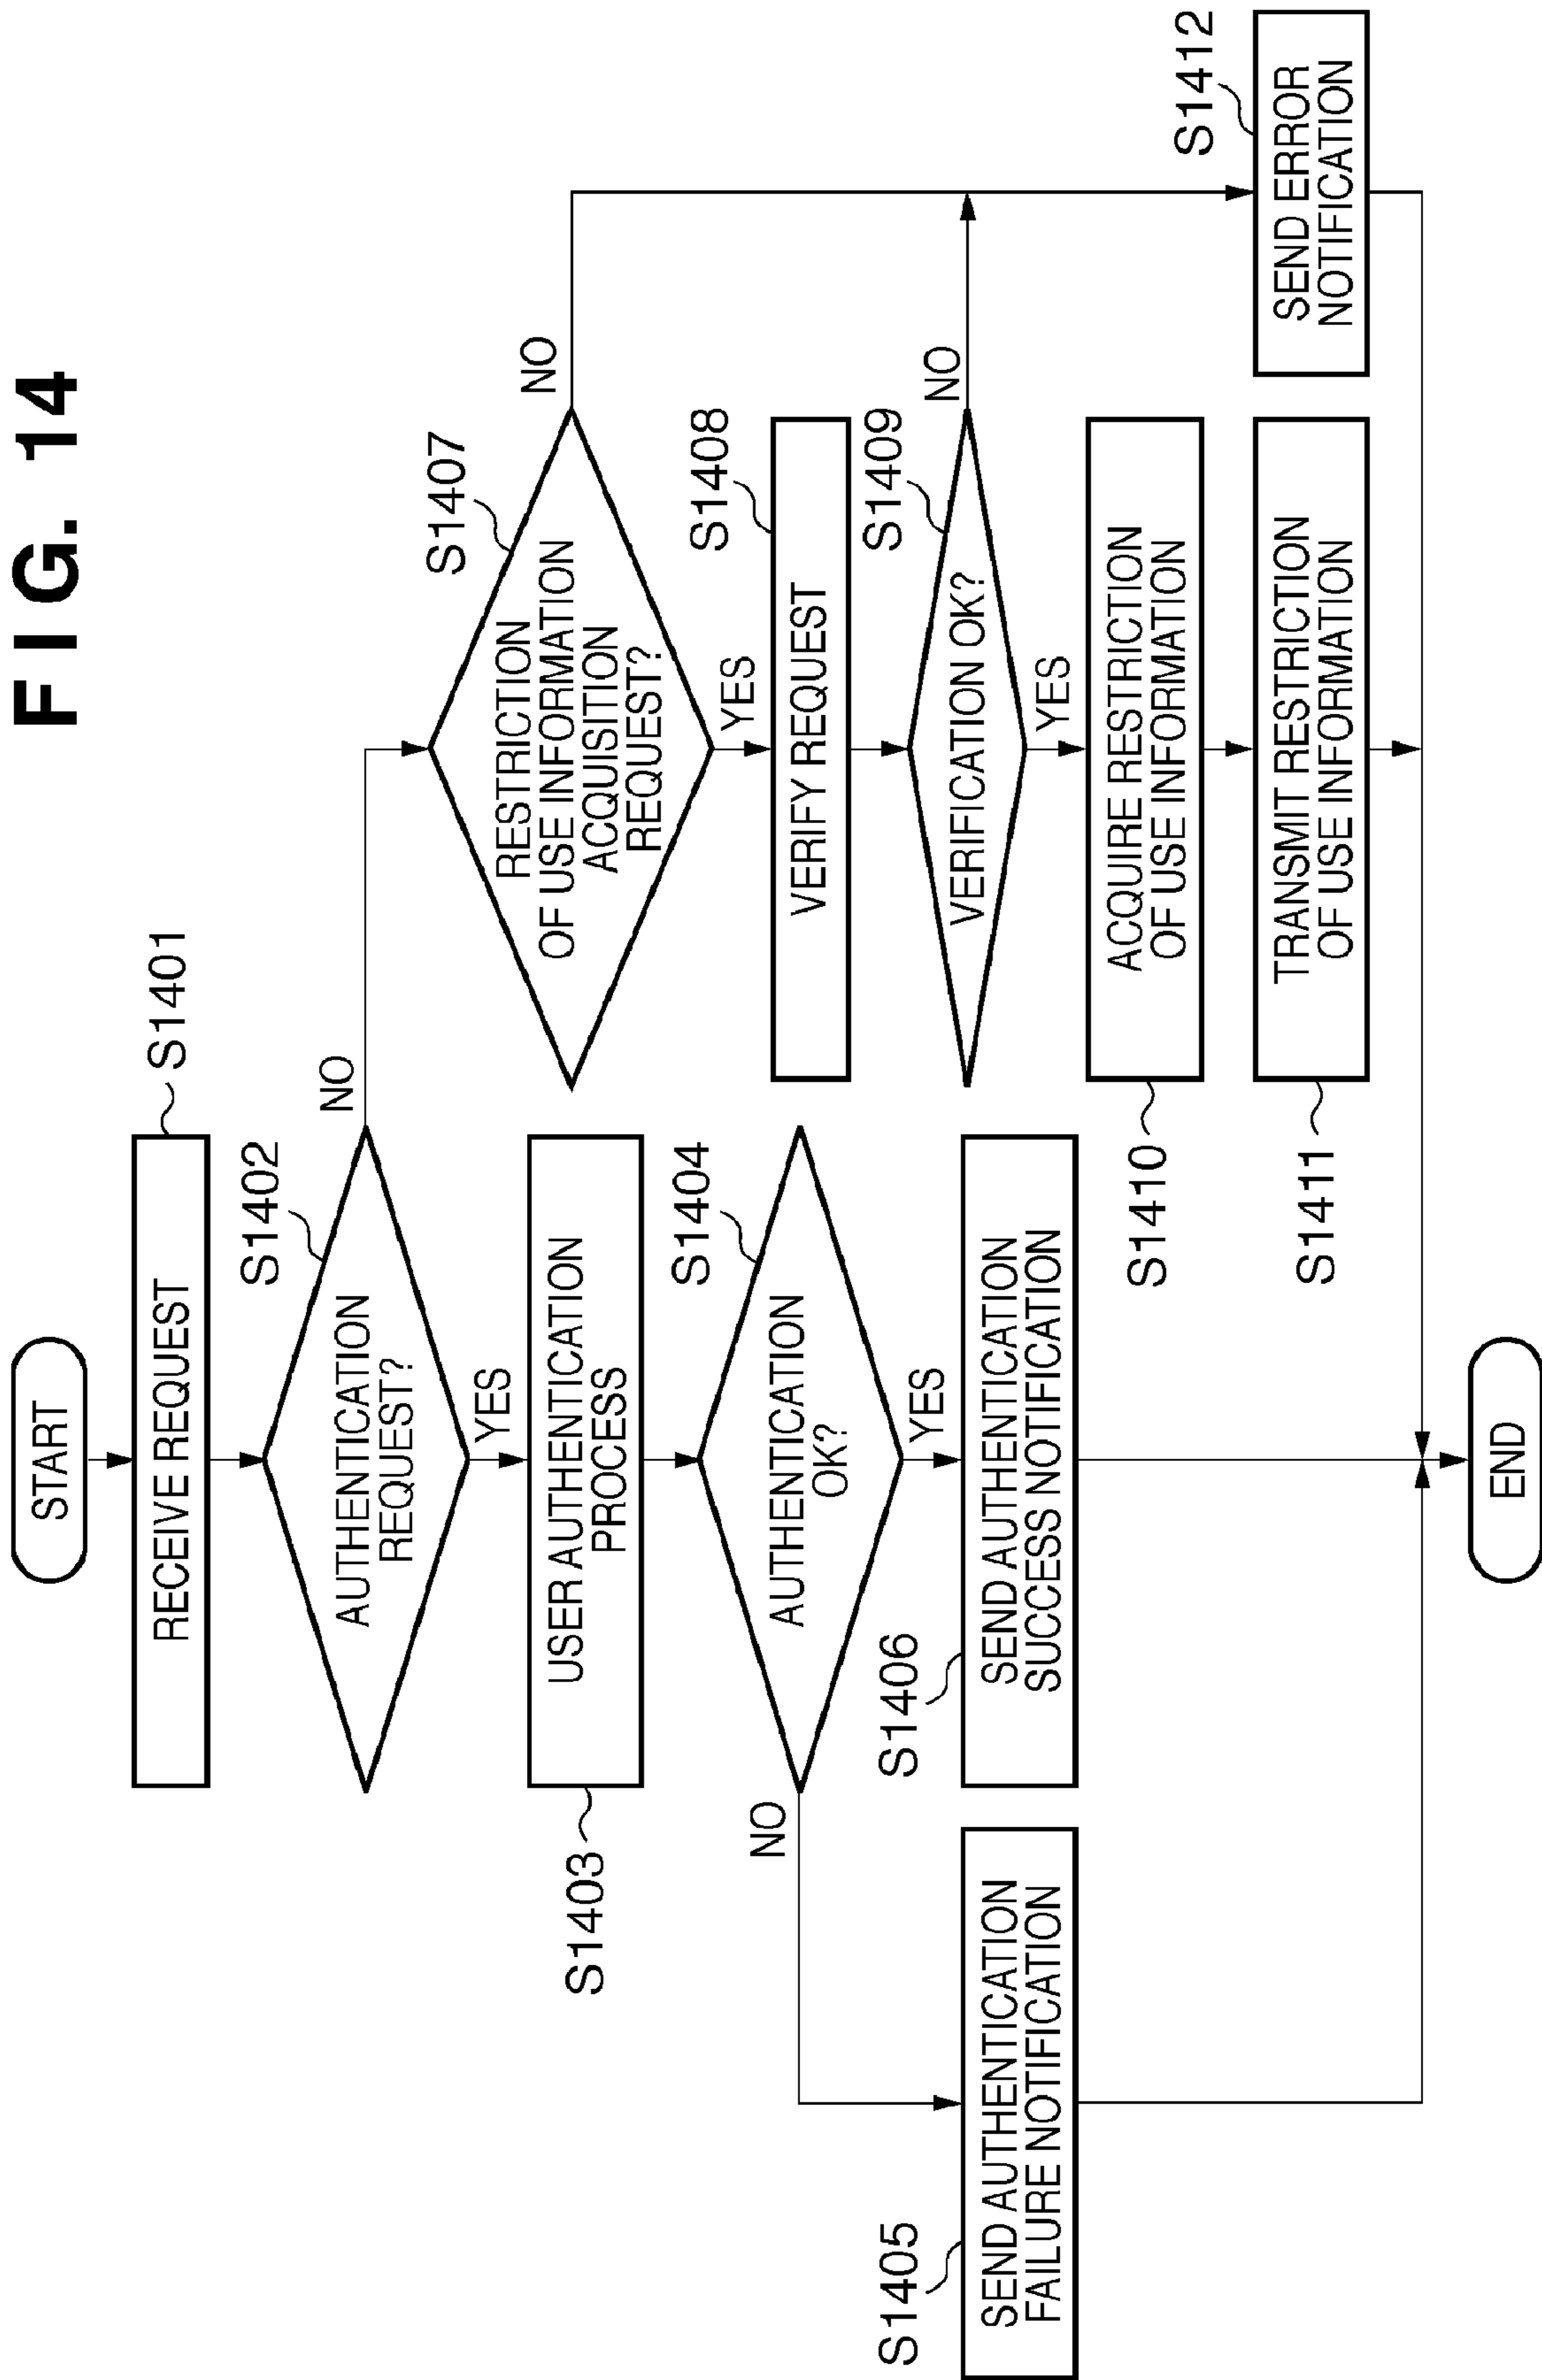 FIG. 14
START
RECEIVE REQUEST
S1401
AUTHENTICATION
REQUEST?
S1402
NO
YES
USER AUTHENTICATION
PROCESS
S1403
AUTHENTICATION
OK?
S1404
NO
YES
SEND AUTHENTICATION
FAILURE NOTIFICATION
S1405
SEND AUTHENTICATION
SUCCESS NOTIFICATION
S1406
RESTRICTION
OF USE INFORMATION
ACQUISITION
REQUEST?
S1407
NO
YES
VERIFY REQUEST
S1408
VERIFICATION OK?
S1409
NO
YES
ACQUIRE RESTRICTION
OF USE INFORMATION
S1410
TRANSMIT RESTRICTION
OF USE INFORMATION
S1411
SEND ERROR
NOTIFICATION
S1412
END